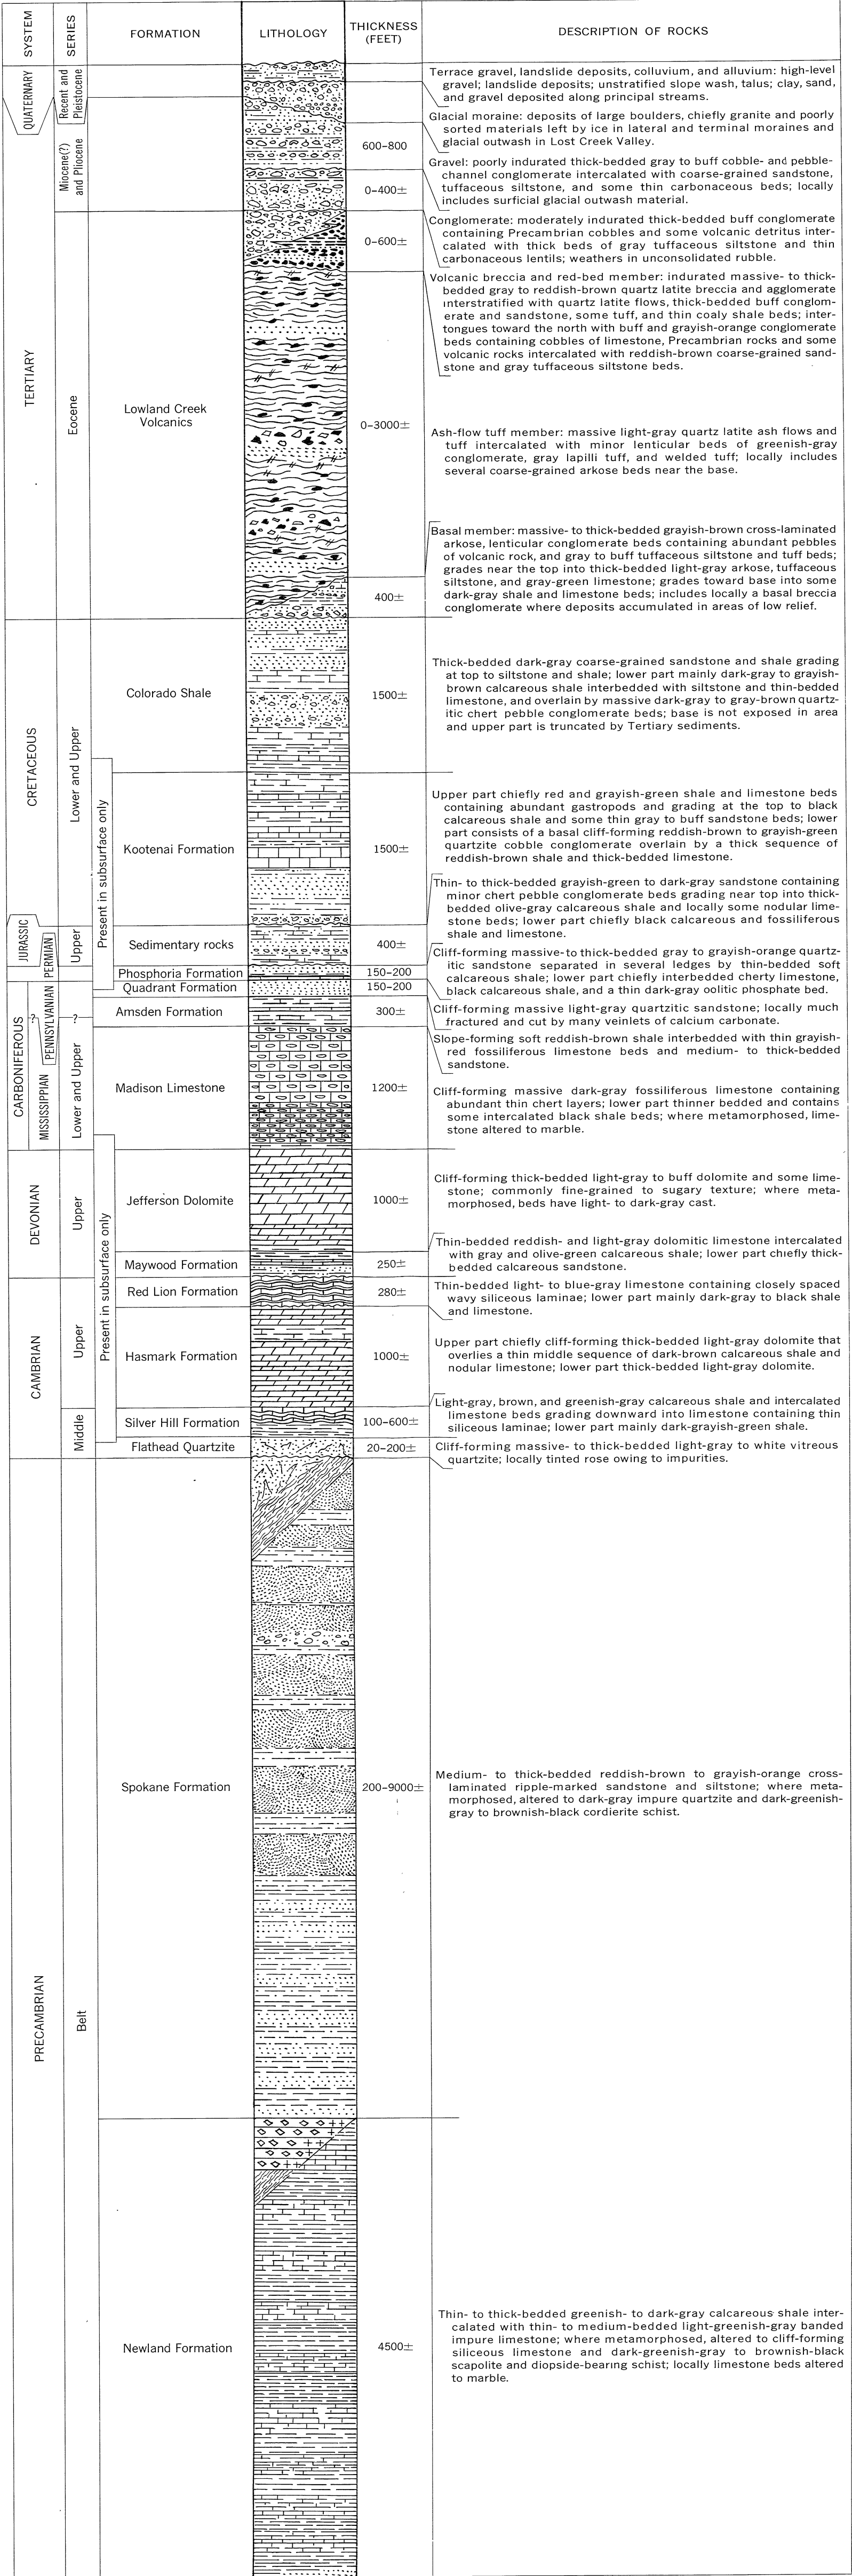 SYSTEM
SERIES
FORMATION
LITHOLOGY
THICKNESS
(FEET)
DESCRIPTION OF ROCKS
QUATERNARY
Recent and
Pleistocene
Terrace gravel, landslide deposits, colluvium, and alluvium: high-level
gravel; landslide deposits; unstratified slope wash, talus; clay, sand,
and gravel deposited along principal streams.
Glacial moraine: deposits of large boulders, chiefly granite and poorly
sorted materials left by ice in lateral and terminal moraines and
glacial outwash in Lost Creek Valley.
TERTIARY
Miocene(?)
and Pliocene
600-800
Gravel: poorly indurated thick-bedded gray to buff cobble- and pebble-
channel conglomerate intercalated with coarse-grained sandstone,
tuffaceous siltstone, and some thin carbonaceous beds; locally
includes surficial glacial outwash material.
0-400±
Eocene
Lowland Creek
Volcanics
0-600±
Conglomerate: moderately indurated thick-bedded buff conglomerate
containing Precambrian cobbles and some volcanic detritus inter-
calated with thick beds of gray tuffaceous siltstone and thin
carbonaceous lentils; weathers in unconsolidated rubble.
Volcanic breccia and red-bed member: indurated massive- to thick-
bedded gray to reddish-brown quartz latite breccia and agglomerate
interstratified with quartz latite flows, thick-bedded buff conglom-
erate and sandstone, some tuff, and thin coaly shale beds; inter-
tongues toward the north with buff and grayish-orange conglomerate
beds containing cobbles of limestone, Precambrian rocks and some
volcanic rocks intercalated with reddish-brown coarse-grained sand-
stone and gray tuffaceous siltstone beds.
0-3000±
Ash-flow tuff member: massive light-gray quartz latite ash flows and
tuff intercalated with minor lenticular beds of greenish-gray
conglomerate, gray lapilli tuff, and welded tuff; locally includes
several coarse-grained arkose beds near the base.
400±
Basal member: massive- to thick-bedded grayish-brown cross-laminated
arkose, lenticular conglomerate beds containing abundant pebbles
of volcanic rock, and gray to buff tuffaceous siltstone and tuff beds;
grades near the top into thick-bedded light-gray arkose, tuffaceous
siltstone, and gray-green limestone; grades toward base into some
dark-gray shale and limestone beds; includes locally a basal breccia
conglomerate where deposits accumulated in areas of low relief.
CRETACEOUS
Lower and Upper
Colorado Shale
1500±
Thick-bedded dark-gray coarse-grained sandstone and shale grading
at top to siltstone and shale; lower part mainly dark-gray to grayish-
brown calcareous shale interbedded with siltstone and thin-bedded
limestone, and overlain by massive dark-gray to gray-brown quartz-
itic chert pebble conglomerate beds; base is not exposed in area
and upper part is truncated by Tertiary sediments.
Present in subsurface only
Kootenai Formation
1500±
Upper part chiefly red and grayish-green shale and limestone beds
containing abundant gastropods and grading at the top to black
calcareous shale and some thin gray to buff sandstone beds; lower
part consists of a basal cliff-forming reddish-brown to grayish-green
quartzite cobble conglomerate overlain by a thick sequence of
reddish-brown shale and thick-bedded limestone.
JURASSIC
Upper
Sedimentary rocks
400±
Thin- to thick-bedded grayish-green to dark-gray sandstone containing
minor chert pebble conglomerate beds grading near top into thick-
bedded olive-gray calcareous shale and locally some nodular lime-
stone beds; lower part chiefly black calcareous and fossiliferous
shale and limestone.
PERMIAN
Phosphoria Formation
150-200
Cliff-forming massive-to thick-bedded gray to grayish-orange quartz-
itic sandstone separated in several ledges by thin-bedded soft
calcareous shale; lower part chiefly interbedded cherty limestone,
black calcareous shale, and a thin dark-gray oolitic phosphate bed.
CARBONIFEROUS
PENNSYLVANIAN
Quadrant Formation
150-200
Cliff-forming massive light-gray quartzitic sandstone; locally much
fractured and cut by many veinlets of calcium carbonate.
?
?
Amsden Formation
300±
Slope-forming soft reddish-brown shale interbedded with thin grayish-
red fossiliferous limestone beds and medium- to thick-bedded
sandstone.
MISSISSIPPIAN
Lower and Upper
Madison Limestone
1200±
Cliff-forming massive dark-gray fossiliferous limestone containing
abundant thin chert layers; lower part thinner bedded and contains
some intercalated black shale beds; where metamorphosed, lime-
stone altered to marble.
DEVONIAN
Upper
Present in subsurface only
Jefferson Dolomite
1000±
Cliff-forming thick-bedded light-gray to buff dolomite and some lime-
stone; commonly fine-grained to sugary texture; where meta-
morphosed, beds have light- to dark-gray cast.
Maywood Formation
250±
Thin-bedded reddish- and light-gray dolomitic limestone intercalated
with gray and olive-green calcareous shale; lower part chiefly thick-
bedded calcareous sandstone.
CAMBRIAN
Upper
Red Lion Formation
280±
Thin-bedded light- to blue-gray limestone containing closely spaced
wavy siliceous laminae; lower part mainly dark-gray to black shale
and limestone.
Hasmark Formation
1000±
Upper part chiefly cliff-forming thick-bedded light-gray dolomite that
overlies a thin middle sequence of dark-brown calcareous shale and
nodular limestone; lower part thick-bedded light-gray dolomite.
Middle
Silver Hill Formation
100-600±
Light-gray, brown, and greenish-gray calcareous shale and intercalated
limestone beds grading downward into limestone containing thin
siliceous laminae; lower part mainly dark-grayish-green shale.
Flathead Quartzite
20-200±
Cliff-forming massive- to thick-bedded light-gray to white vitreous
quartzite; locally tinted rose owing to impurities.
PRECAMBRIAN
Belt
Spokane Formation
200-9000±
Medium- to thick-bedded reddish-brown to grayish-orange cross-
laminated ripple-marked sandstone and siltstone; where meta-
morphosed, altered to dark-gray impure quartzite and dark-greenish-
gray to brownish-black cordierite schist.
Newland Formation
4500±
Thin- to thick-bedded greenish- to dark-gray calcareous shale inter-
calated with thin- to medium-bedded light-greenish-gray banded
impure limestone; where metamorphosed, altered to cliff-forming
siliceous limestone and dark-greenish-gray to brownish-black
scapolite and diopside-bearing schist; locally limestone beds altered
to marble.